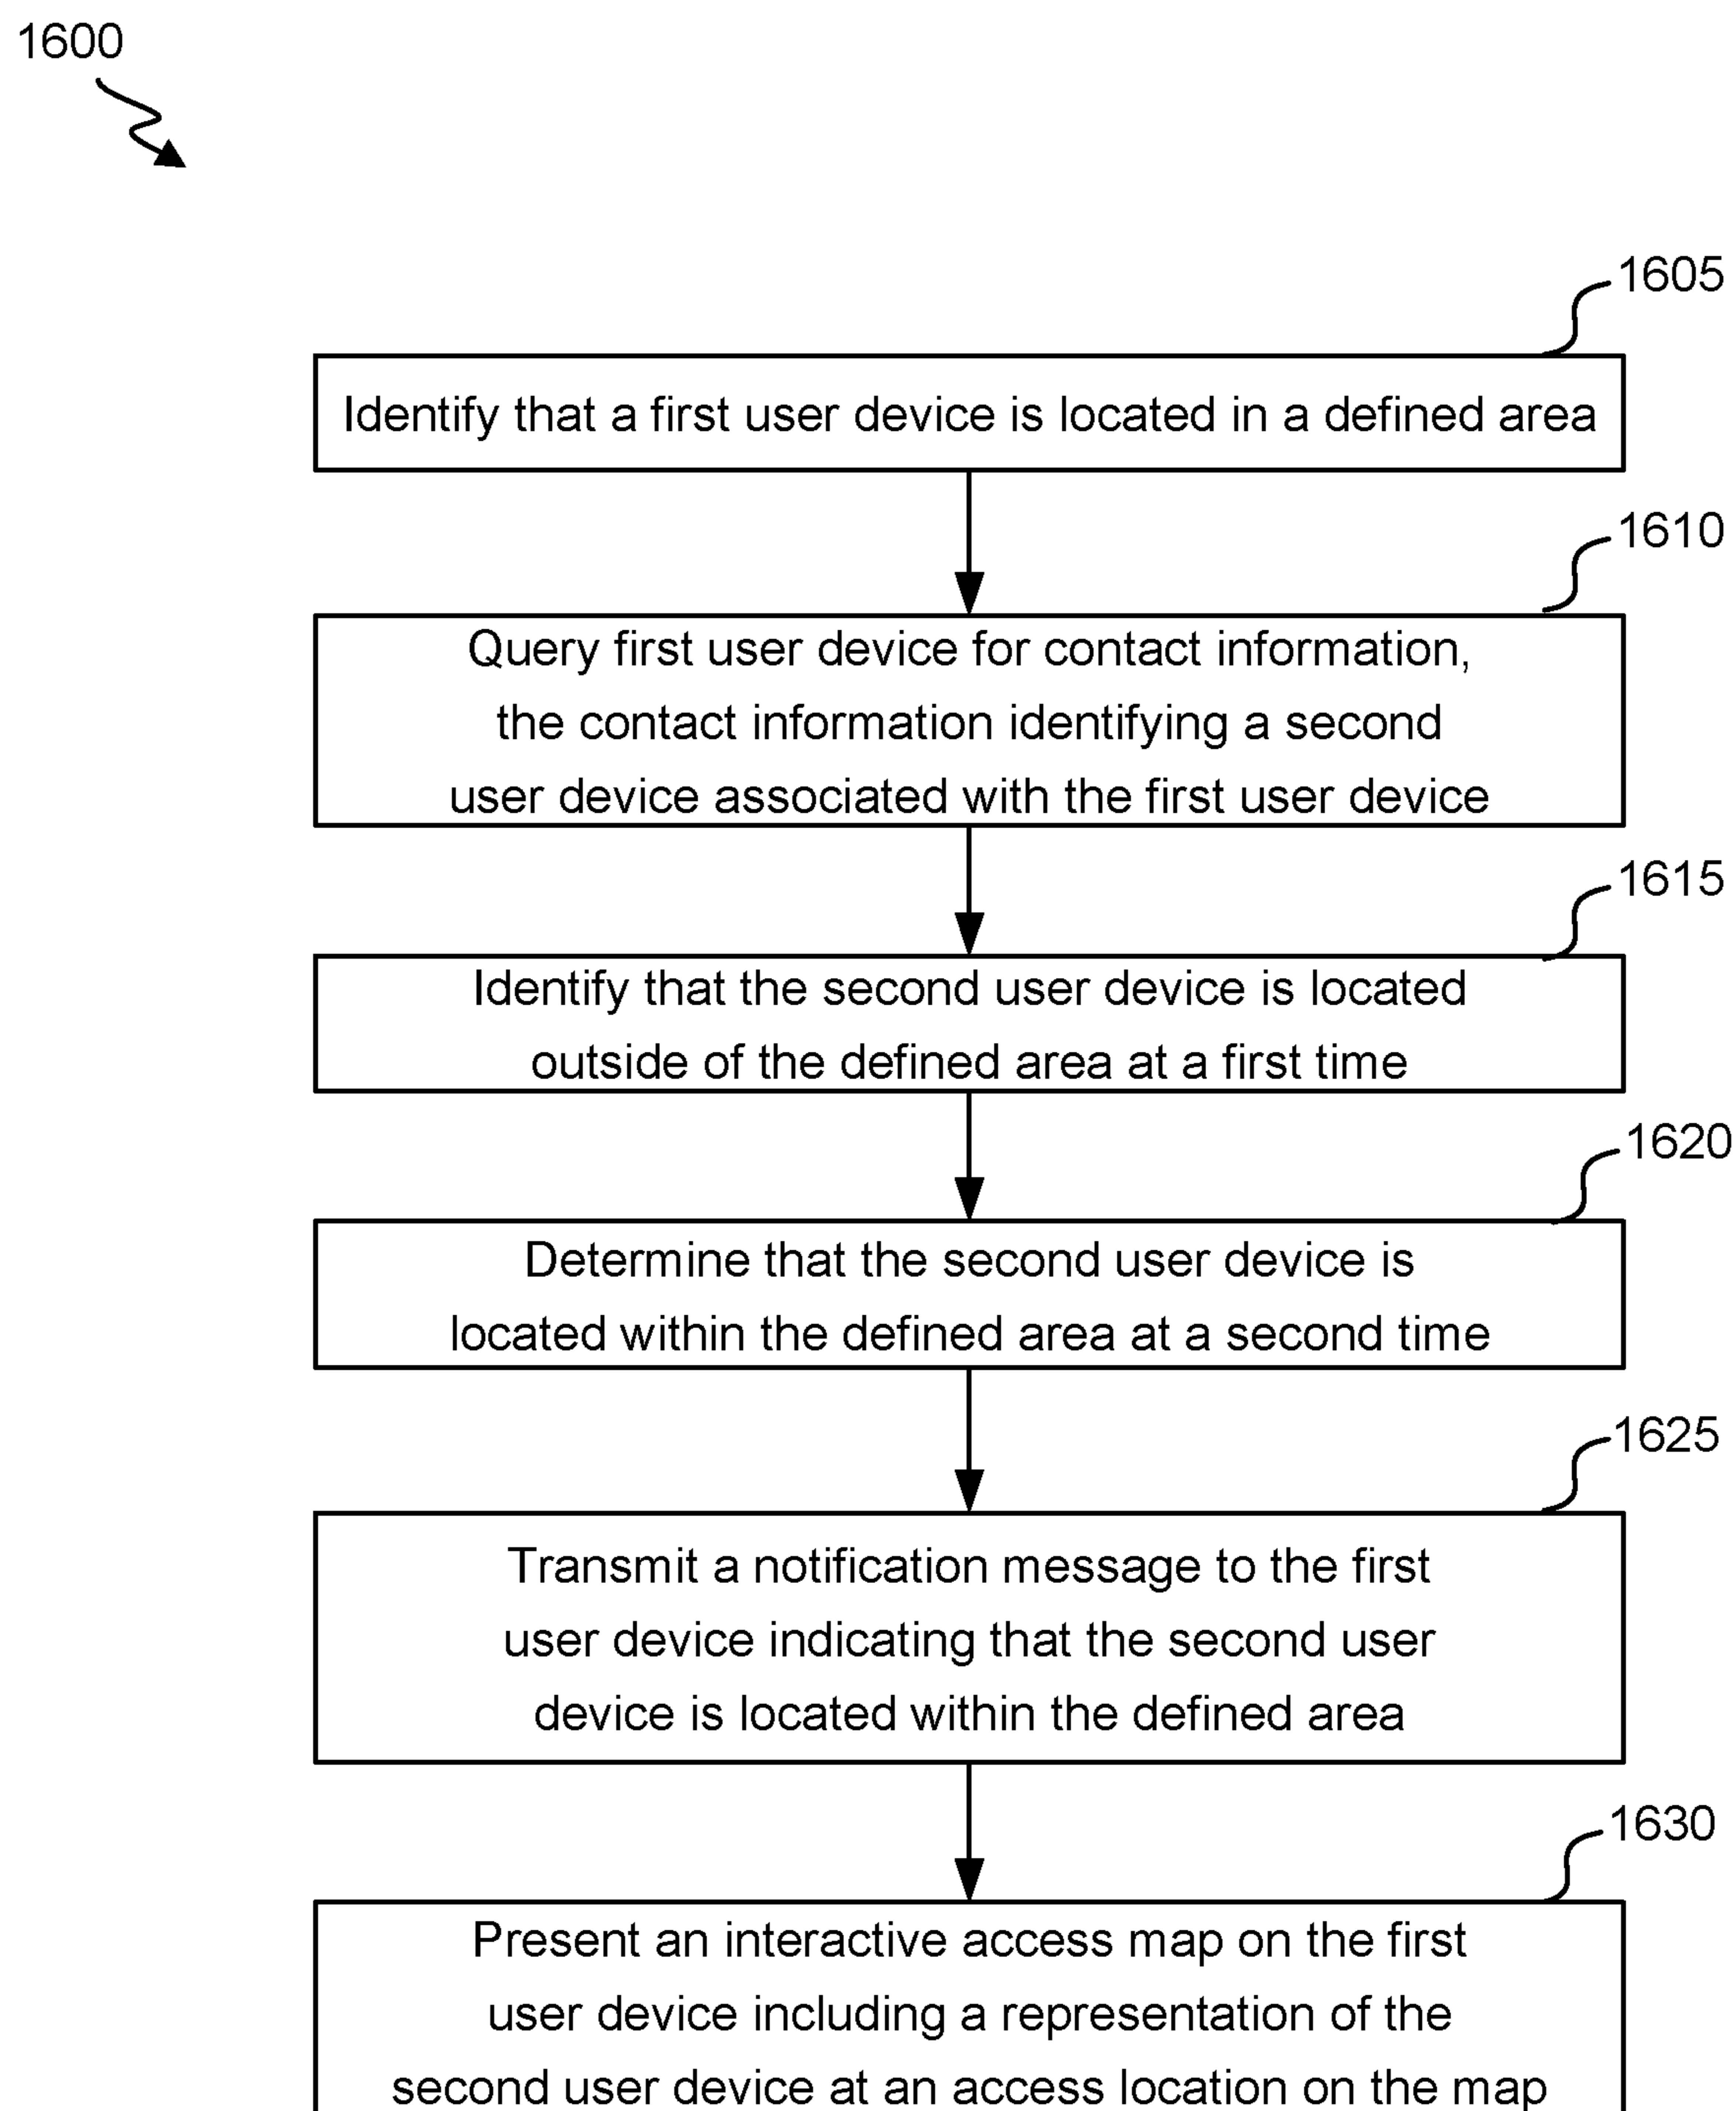 1600
1605
Identify that a first user device is located in a defined area
1610
Query first user device for contact information,
the contact information identifying a second
user device associated with the first user device
1615
Identify that the second user device is located
outside of the defined area at a first time
1620
Determine that the second user device is
located within the defined area at a second time
1625
Transmit a notification message to the first
user device indicating that the second user
device is located within the defined area
1630
Present an interactive access map on the first
user device including a representation of the
second user device at an access location on the map